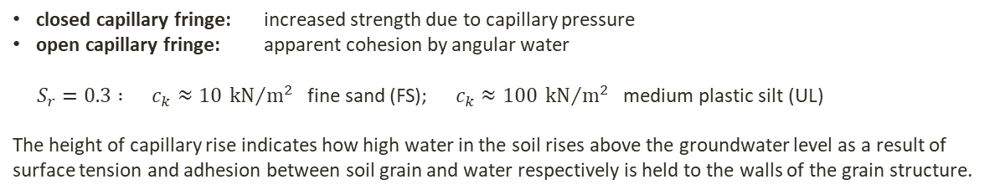 • closed capillary fringe: increased strength due to capillary pressure
• open capillary fringe: apparent cohesion by angular water
S_r = 0.3 : c_k ≈ 10 kN/m² fine sand (FS); c_k ≈ 100 kN/m² medium plastic silt (UL)
The height of capillary rise indicates how high water in the soil rises above the groundwater level as a result of
surface tension and adhesion between soil grain and water respectively is held to the walls of the grain structure.